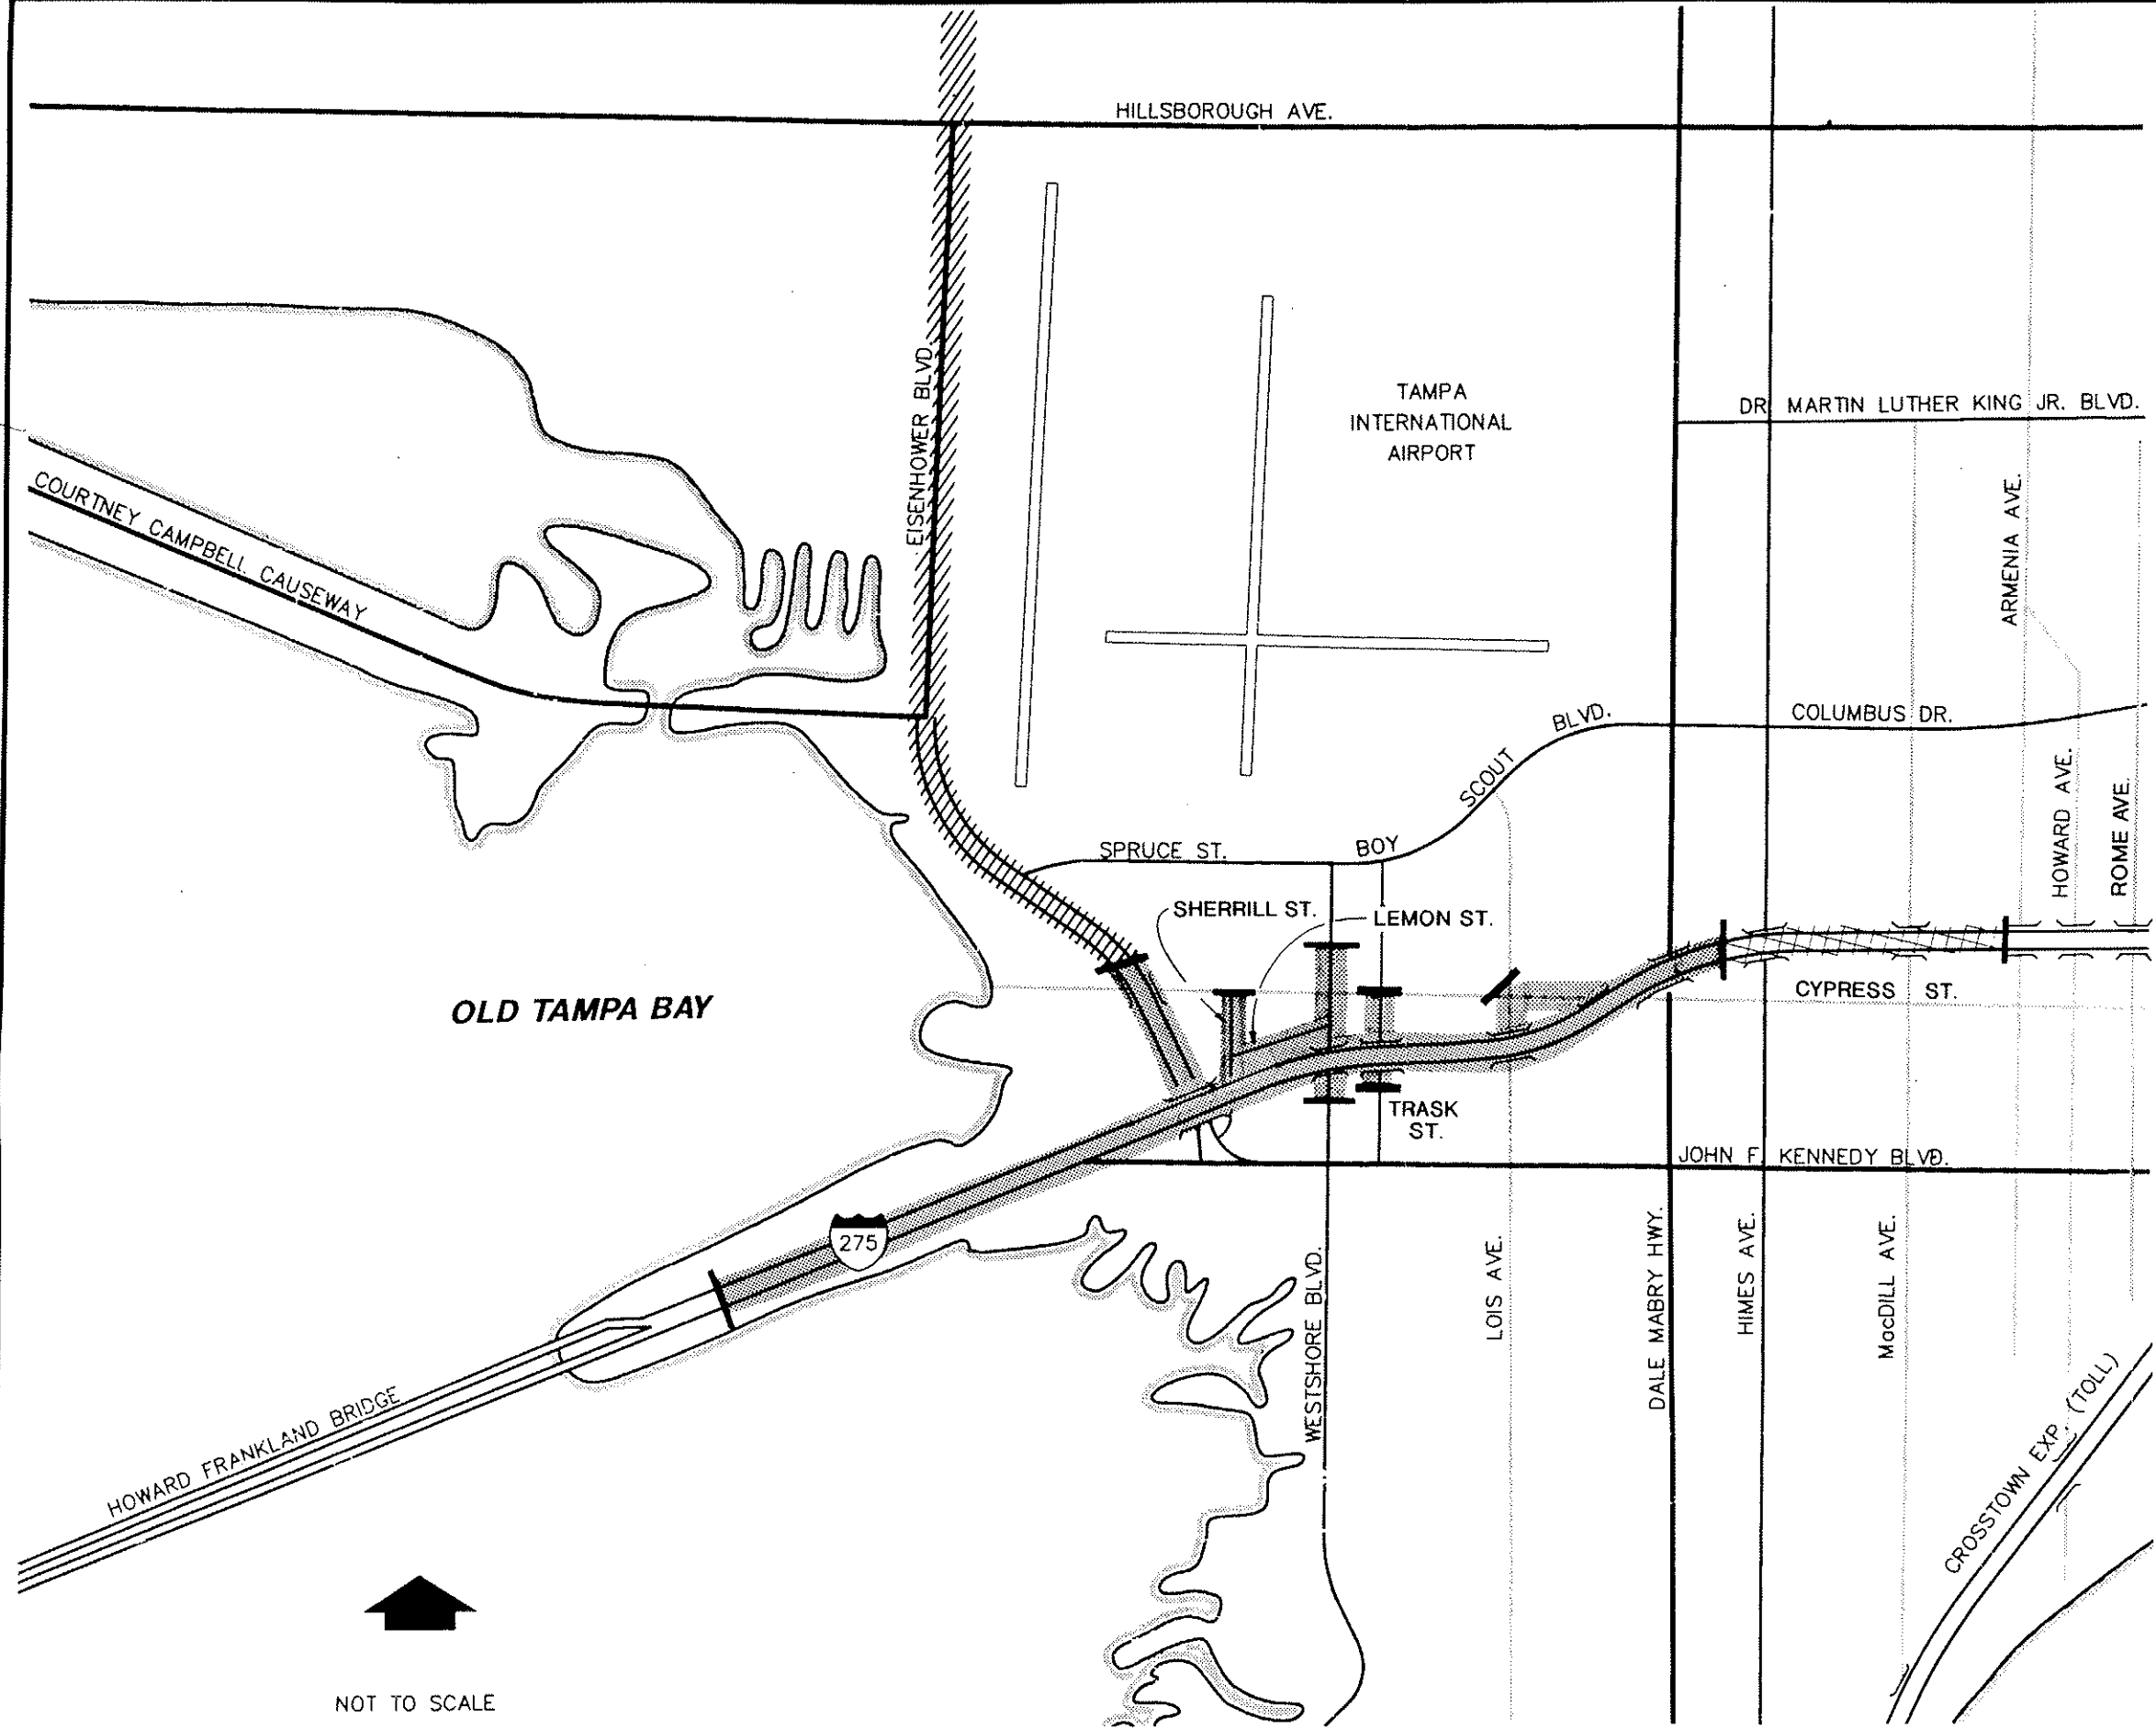 HILLSBOROUGH AVE.
EISENHOWER BLVD.
TAMPA
INTERNATIONAL
AIRPORT
DR. MARTIN LUTHER KING JR. BLVD.
COURTNEY CAMPBELL CAUSEWAY
ARMENIA AVE.
BOY SCOUT BLVD.
COLUMBUS DR.
HOWARD AVE.
ROME AVE.
SPRUCE ST.
SHERRILL ST.
LEMON ST.
OLD TAMPA BAY
CYPRESS ST.
TRASK
ST.
JOHN F. KENNEDY BLVD.
275
WESTSHORE BLVD.
LOIS AVE.
DALE MABRY HWY.
HIMES AVE.
MacDILL AVE.
CROSSTOWN EXP. (TOLL)
HOWARD FRANKLAND BRIDGE
NOT TO SCALE